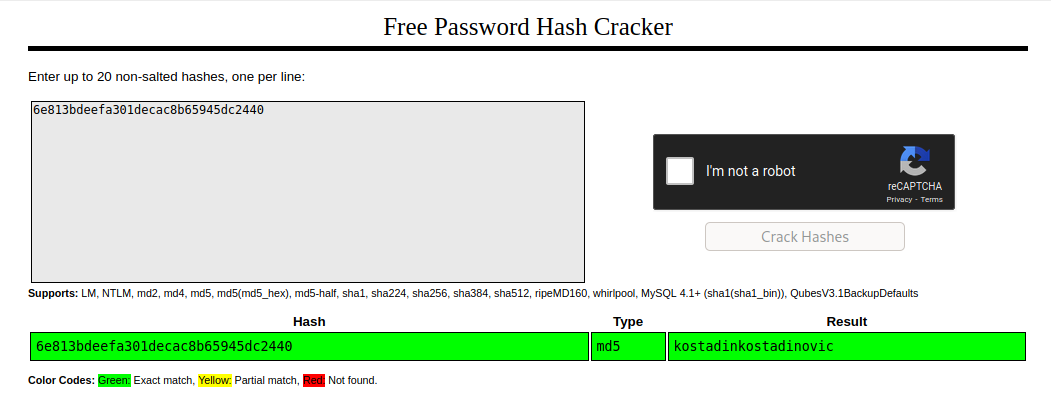 Free Password Hash Cracker
Enter up to 20 non-salted hashes, one per line:
6e813bdeefa301decac8b65945dc2440
I'm not a robot
reCAPTCHA
Privacy - Terms
Crack Hashes
Supports: LM, NTLM, md2, md4, md5, md5(md5_hex), md5-half, sha1, sha224, sha256, sha384, sha512, ripeMD160, whirlpool, MySQL 4.1+ (sha1(sha1_bin)), QubesV3.1BackupDefaults
Hash Type Result
6e813bdeefa301decac8b65945dc2440 md5 kostadinkostadinovic
Color Codes: Green: Exact match, Yellow: Partial match, Red: Not found.